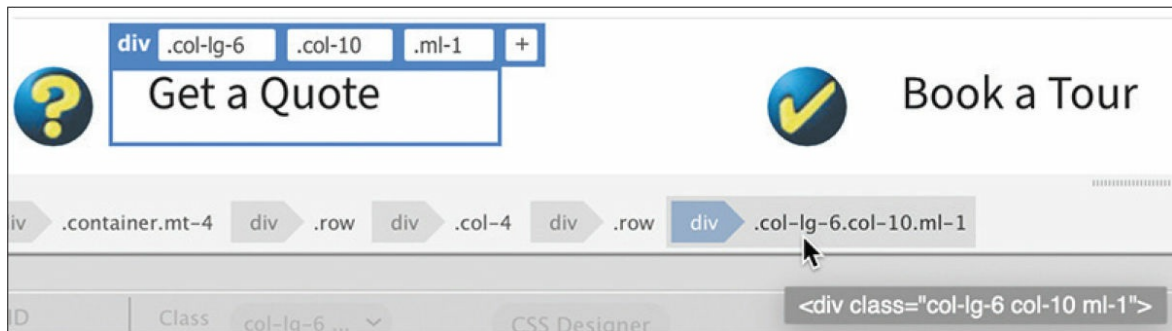 div .col-lg-6 .col-10 .ml-1 +
Get a Quote Book a Tour
iv .container.mt-4 div .row div .col-4 div .row div .col-lg-6.col-10.ml-1
<div class="col-lg-6 col-10 ml-1">
ID Class col-lg-6 ... CSS Designer